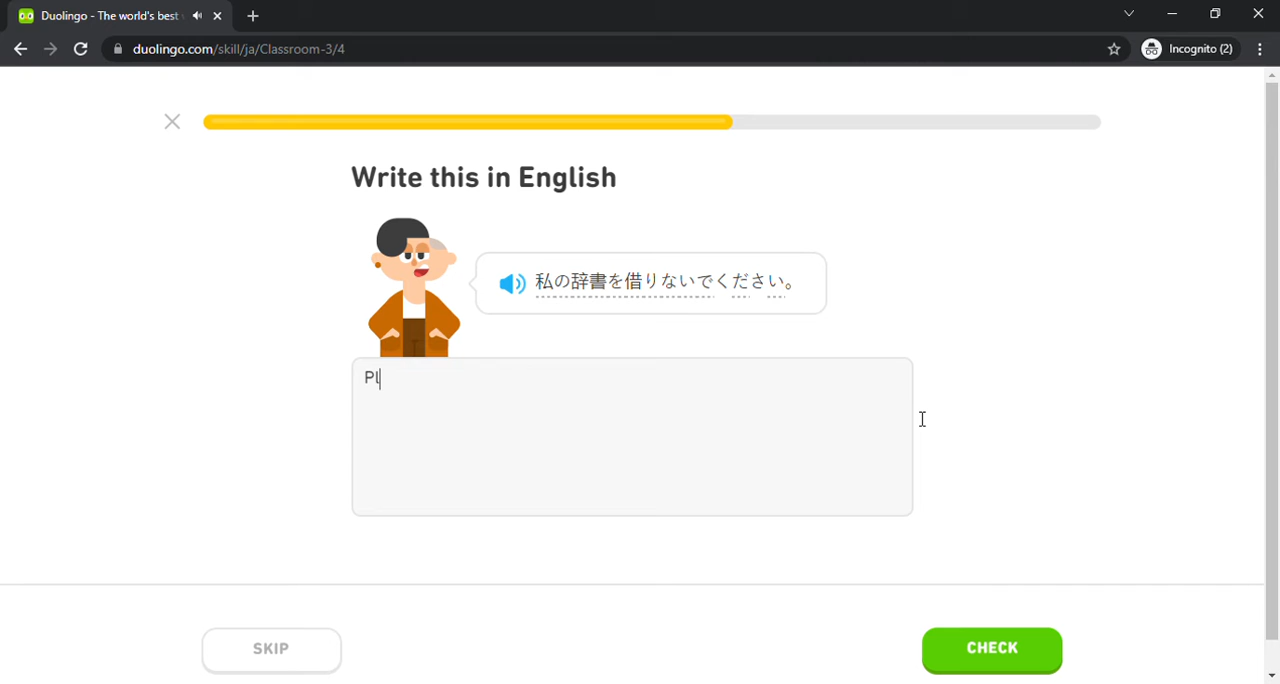 Duolingo - The world's best
duolingo.com/skill/ja/Classroom-3/4
Incognito (2)
Write this in English
私の辞書を借りないでください。
Pl
SKIP
CHECK